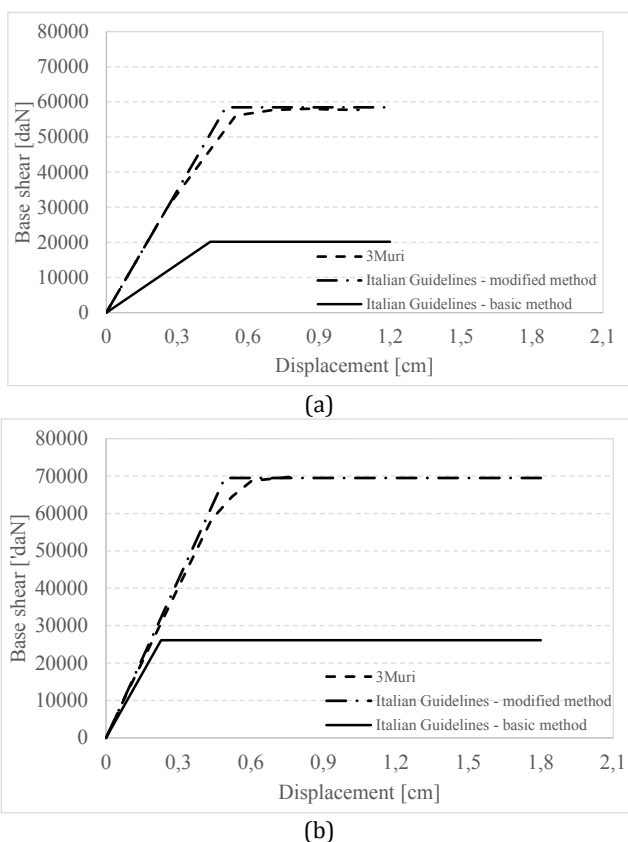 80000
70000
60000
50000
40000
30000
20000
10000
0
Base shear [daN]
3Muri
Italian Guidelines - modified method
Italian Guidelines - basic method
0 0,3 0,6 0,9 1,2 1,5 1,8 2,1
Displacement [cm]
(a)
80000
70000
60000
50000
40000
30000
20000
10000
0
Base shear ['daN]
3Muri
Italian Guidelines - modified method
Italian Guidelines - basic method
0 0,3 0,6 0,9 1,2 1,5 1,8 2,1
Displacement [cm]
(b)